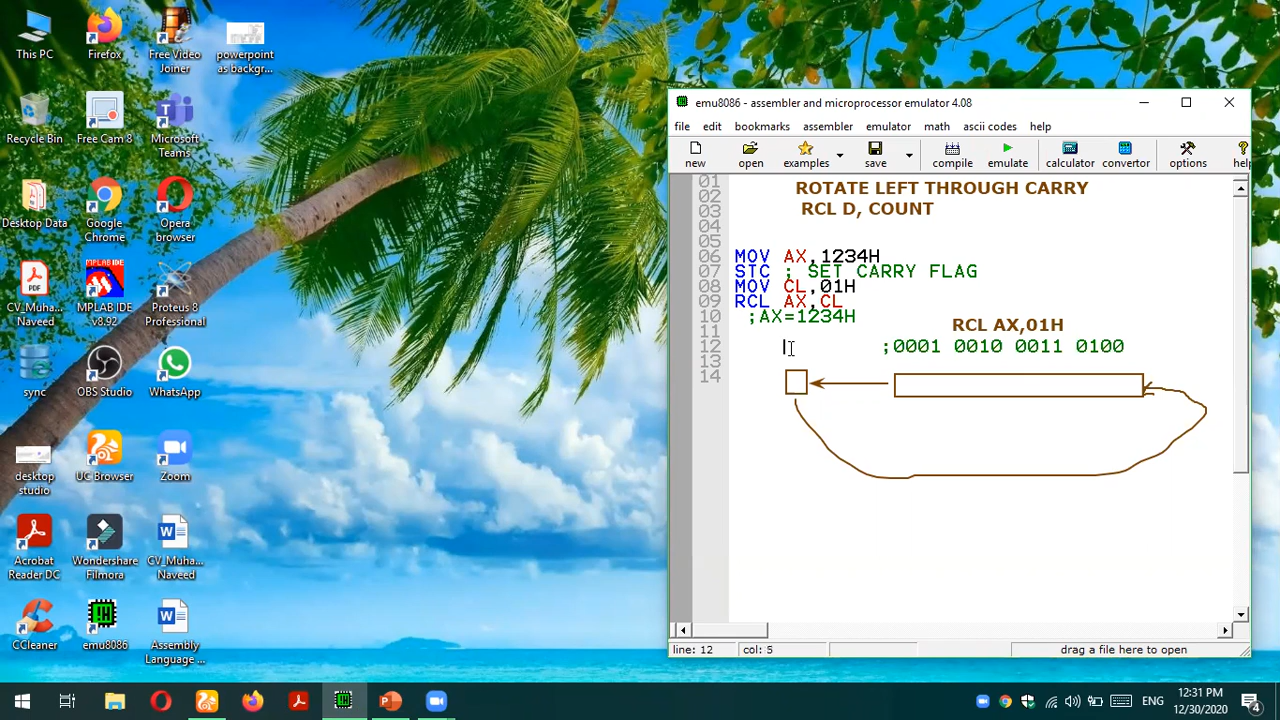 This PC
Firefox
Free Video
Joiner
powerpoint
as backgr...
Recycle Bin
Free Cam 8
Microsoft
Teams
Desktop Data
Google
Chrome
Opera
browser
CV_Muha...
Naveed
MPLAB IDE
v8.92
Proteus 8
Professional
sync
OBS Studio
WhatsApp
desktop
studio
UC Browser
Zoom
Acrobat
Reader DC
Wondershare
Filmora
CV_Muha...
Naveed
CCleaner
emu8086
Assembly
Language ...
emu8086 - assembler and microprocessor emulator 4.08
file edit bookmarks assembler emulator math ascii codes help
new open examples save compile emulate calculator convertor options help
01 ROTATE LEFT THROUGH CARRY
02
03 RCL D, COUNT
04
05
06 MOV AX,1234H
07 STC ; SET CARRY FLAG
08 MOV CL,01H
09 RCL AX,CL
10 ;AX=1234H
11 RCL AX,01H
12 ;0001 0010 0011 0100
13
14
line: 12 col: 5 drag a file here to open
ENG
12:31 PM
12/30/2020
4